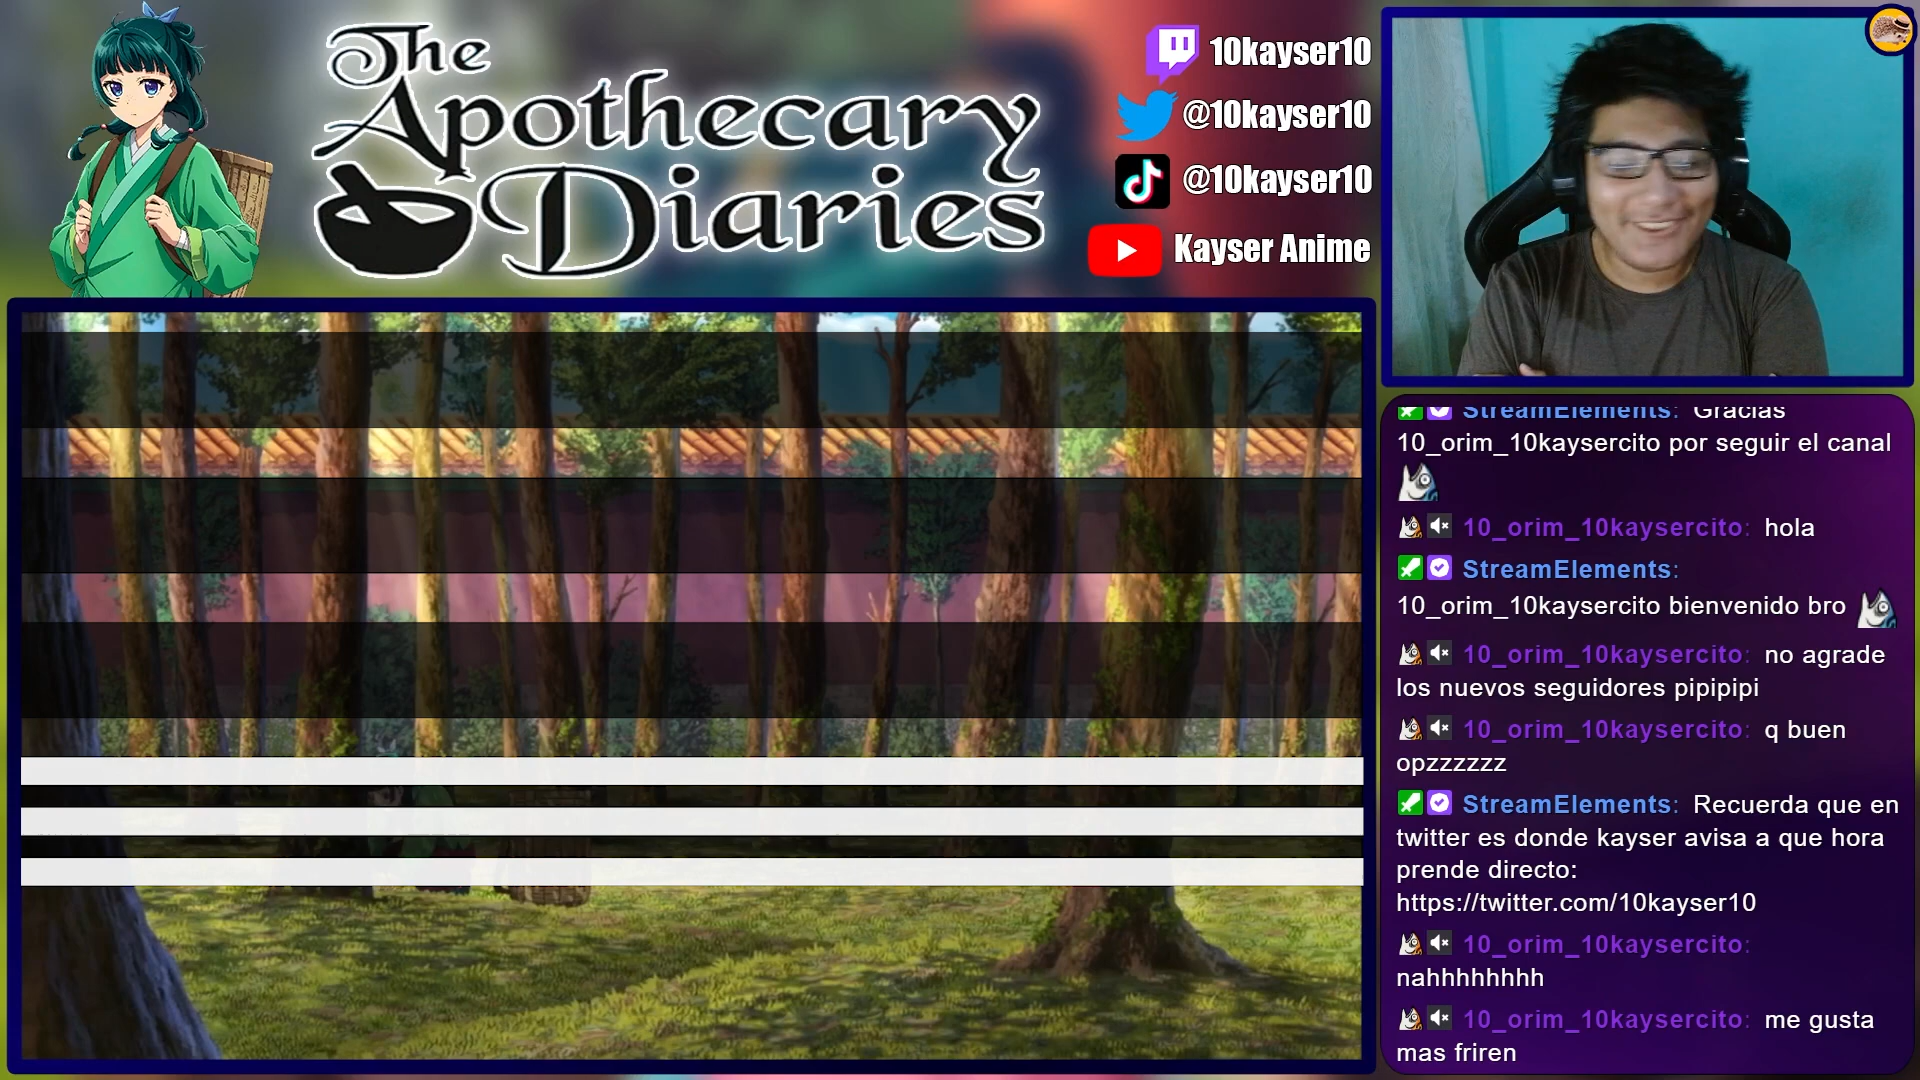 The
Apothecary
Diaries
10kayser10
@10kayser10
@10kayser10
Kayser Anime
StreamElements: Gracias
10_orim_10kaysercito por seguir el canal
10_orim_10kaysercito: hola
StreamElements:
10_orim_10kaysercito bienvenido bro
10_orim_10kaysercito: no agrade
los nuevos seguidores pipipipi
10_orim_10kaysercito: q buen
opzzzzzz
StreamElements: Recuerda que en
twitter es donde kayser avisa a que hora
prende directo:
https://twitter.com/10kayser10
10_orim_10kaysercito:
nahhhhhhhh
10_orim_10kaysercito: me gusta
mas friren